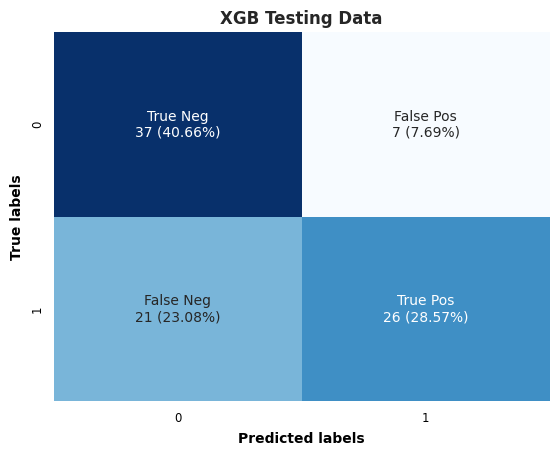 XGB Testing Data
True labels
0
True Neg
37 (40.66%)
False Pos
7 (7.69%)
1
False Neg
21 (23.08%)
True Pos
26 (28.57%)
0
1
Predicted labels